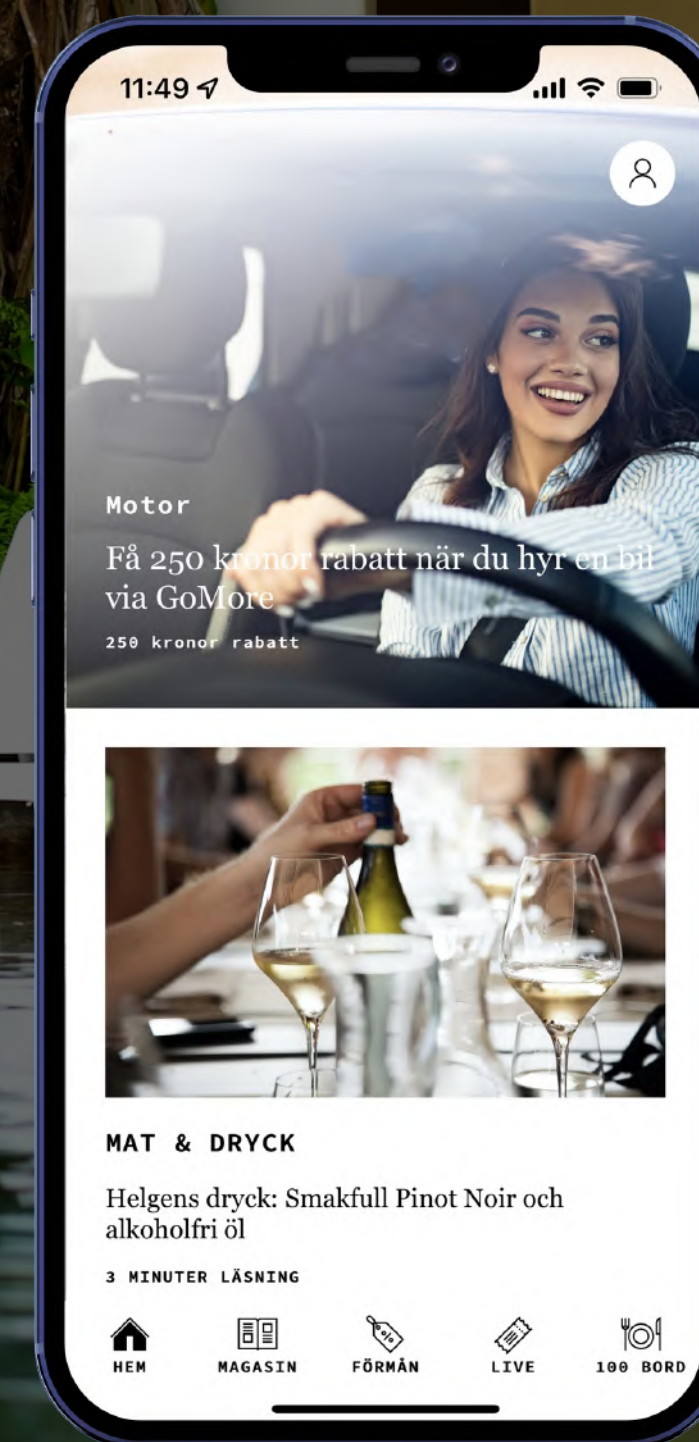 11:49
Motor
Få 250 kronor rabatt när du hyr en bil
via GoMore
250 kronor rabatt
MAT & DRYCK
Helgens dryck: Smakfull Pinot Noir och
alkoholfri öl
3 MINUTER LÄSNING
HEM MAGASIN FÖRMÅN LIVE 100 BORD